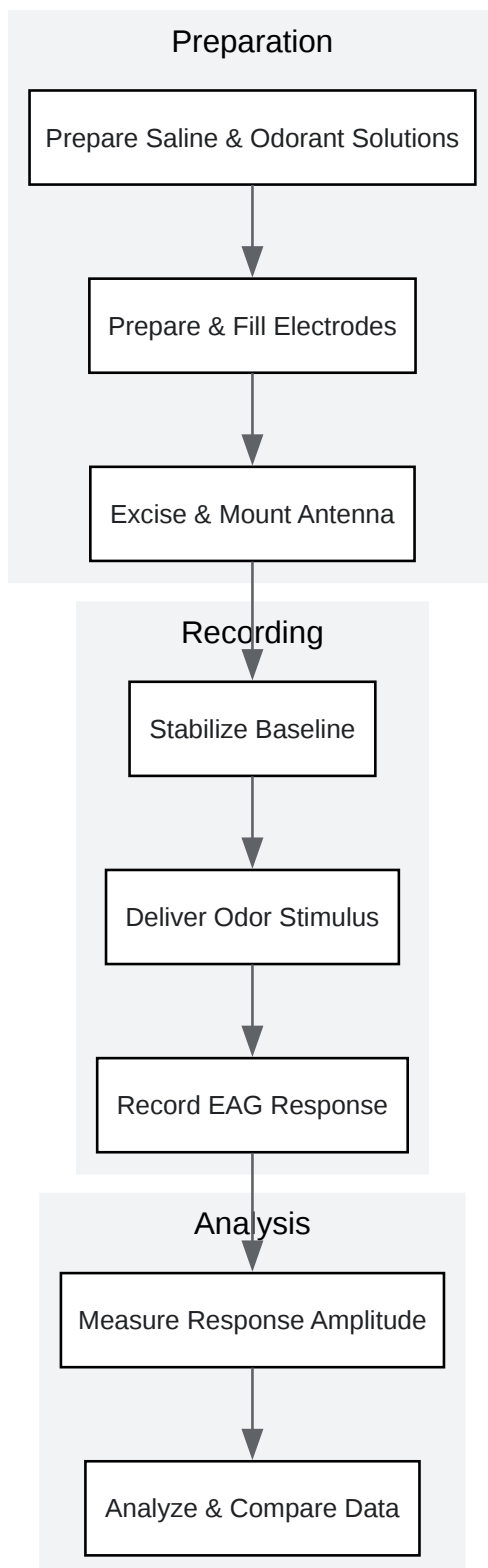 Preparation
Prepare Saline & Odorant Solutions
Prepare & Fill Electrodes
Excise & Mount Antenna
Recording
Stabilize Baseline
Deliver Odor Stimulus
Record EAG Response
Analysis
Measure Response Amplitude
Analyze & Compare Data